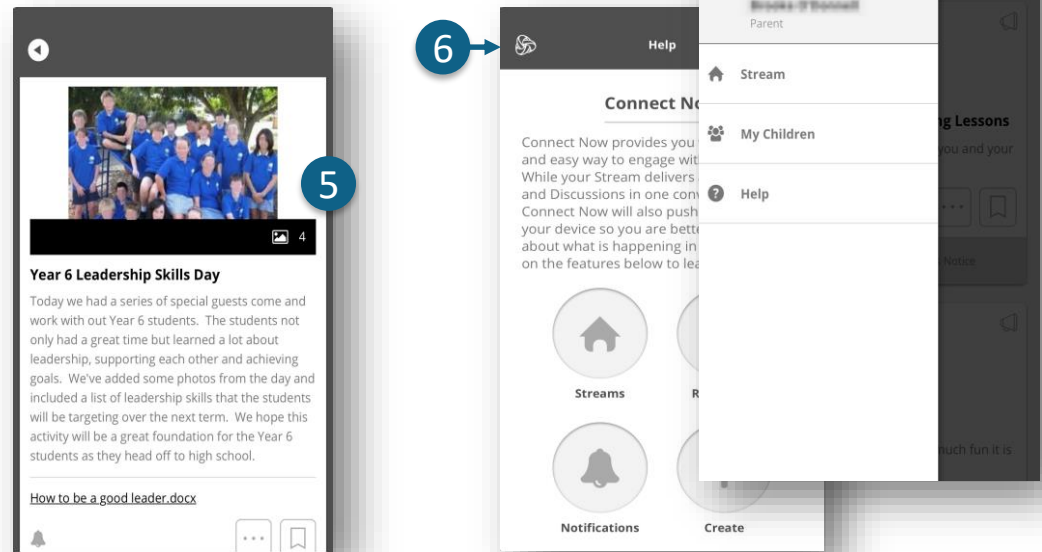 5
4
Year 6 Leadership Skills Day
Today we had a series of special guests come and
work with out Year 6 students. The students not
only had a great time but learned a lot about
leadership, supporting each other and achieving
goals. We've added some photos from the day and
included a list of leadership skills that the students
will be targeting over the next term. We hope this
activity will be a great foundation for the Year 6
students as they head off to high school.
How to be a good leader.docx
6
Help
Connect
Connect Now provides you
and easy way to engage
While your Stream delivers
and Discussions in one
Connect Now will also push
your device so you are
about what is happening in
on the features below to
Streams
Notifications
Create
Parent
Stream
My Children
Help
Lessons
you and your
Notice
much fun it is